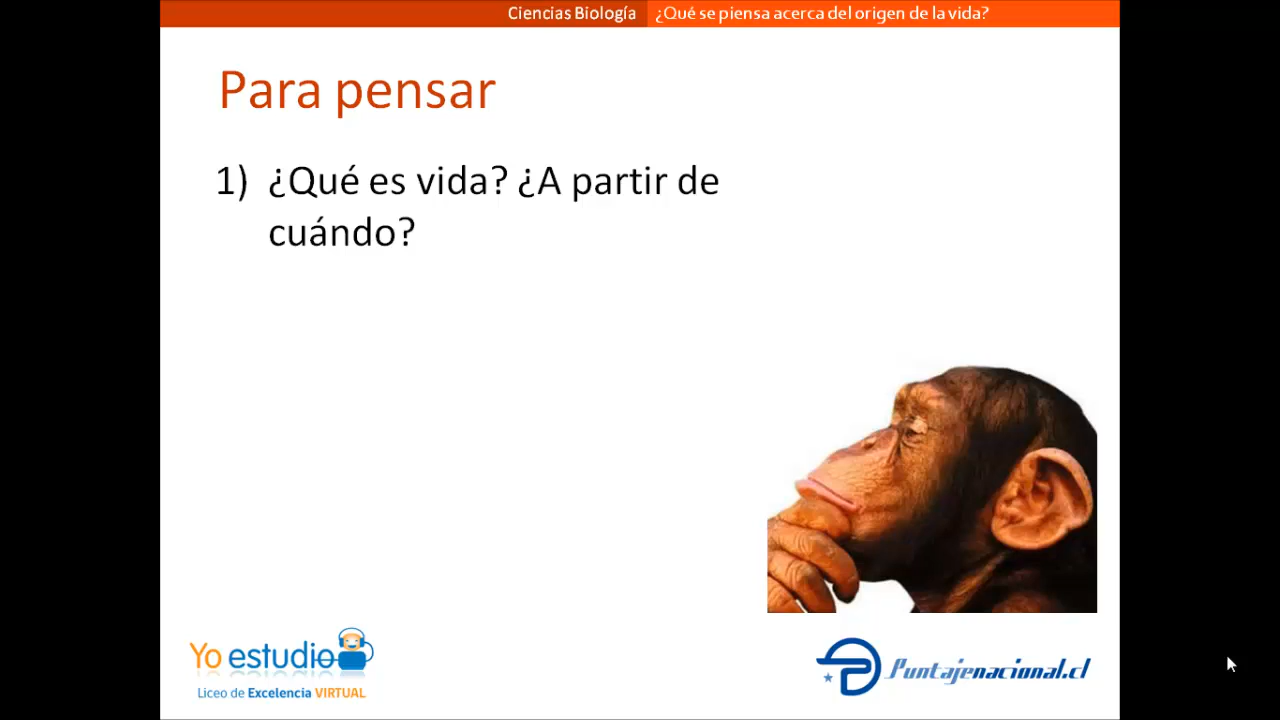 Ciencias Biología ¿Qué se piensa acerca del origen de la vida?
Para pensar
1) ¿Qué es vida? ¿A partir de
cuándo?
Yo estudio
Liceo de Excelencia VIRTUAL
Puntajenacional.cl